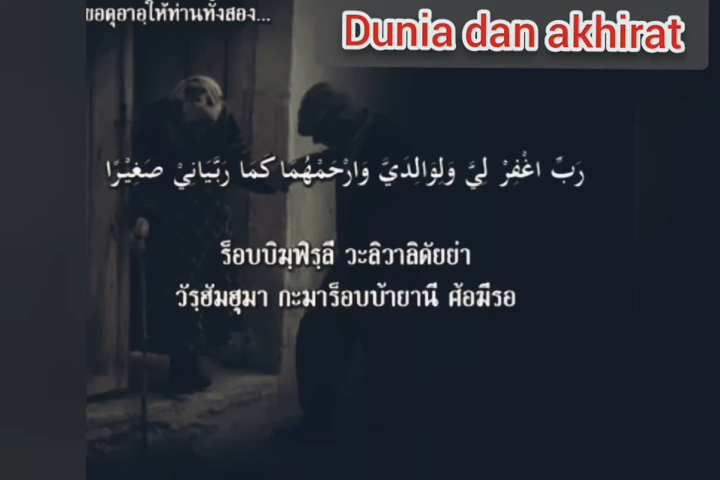 ขอดุอาอฺให้ท่านทั้งสอง...
Dunia dan akhirat
رَبِّ اغْفِرْ لِيَّ وَلِوَالِدَيَّ وَارْحَمْهُمَا كَمَا رَبَّيَانِيْ صَغِيْرًا
ร็อบบิมฺฟิรฺลี วะลิวาลิดัยย่า
วัรฺฮัมฮุมา กะมาร็อบบ้ายานี ศ้อฆีรอ